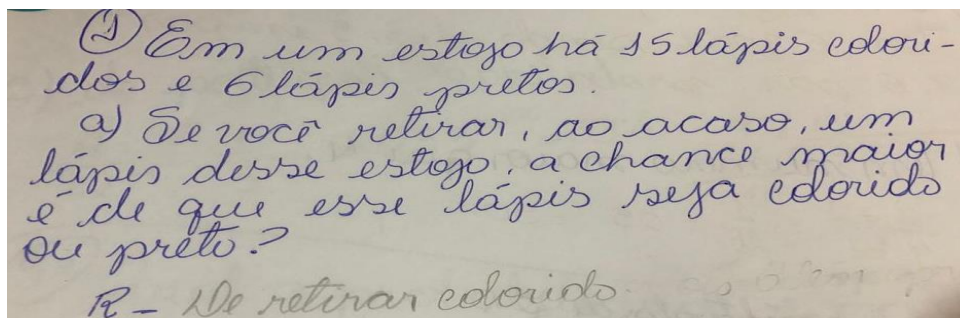 ① Em um estojo há 15 lápis colori-
dos e 6 lápis pretos.
a) Se você retirar, ao acaso, um
lápis desse estojo, a chance maior
é de que esse lápis seja colorido
ou preto?
R - De retirar colorido.